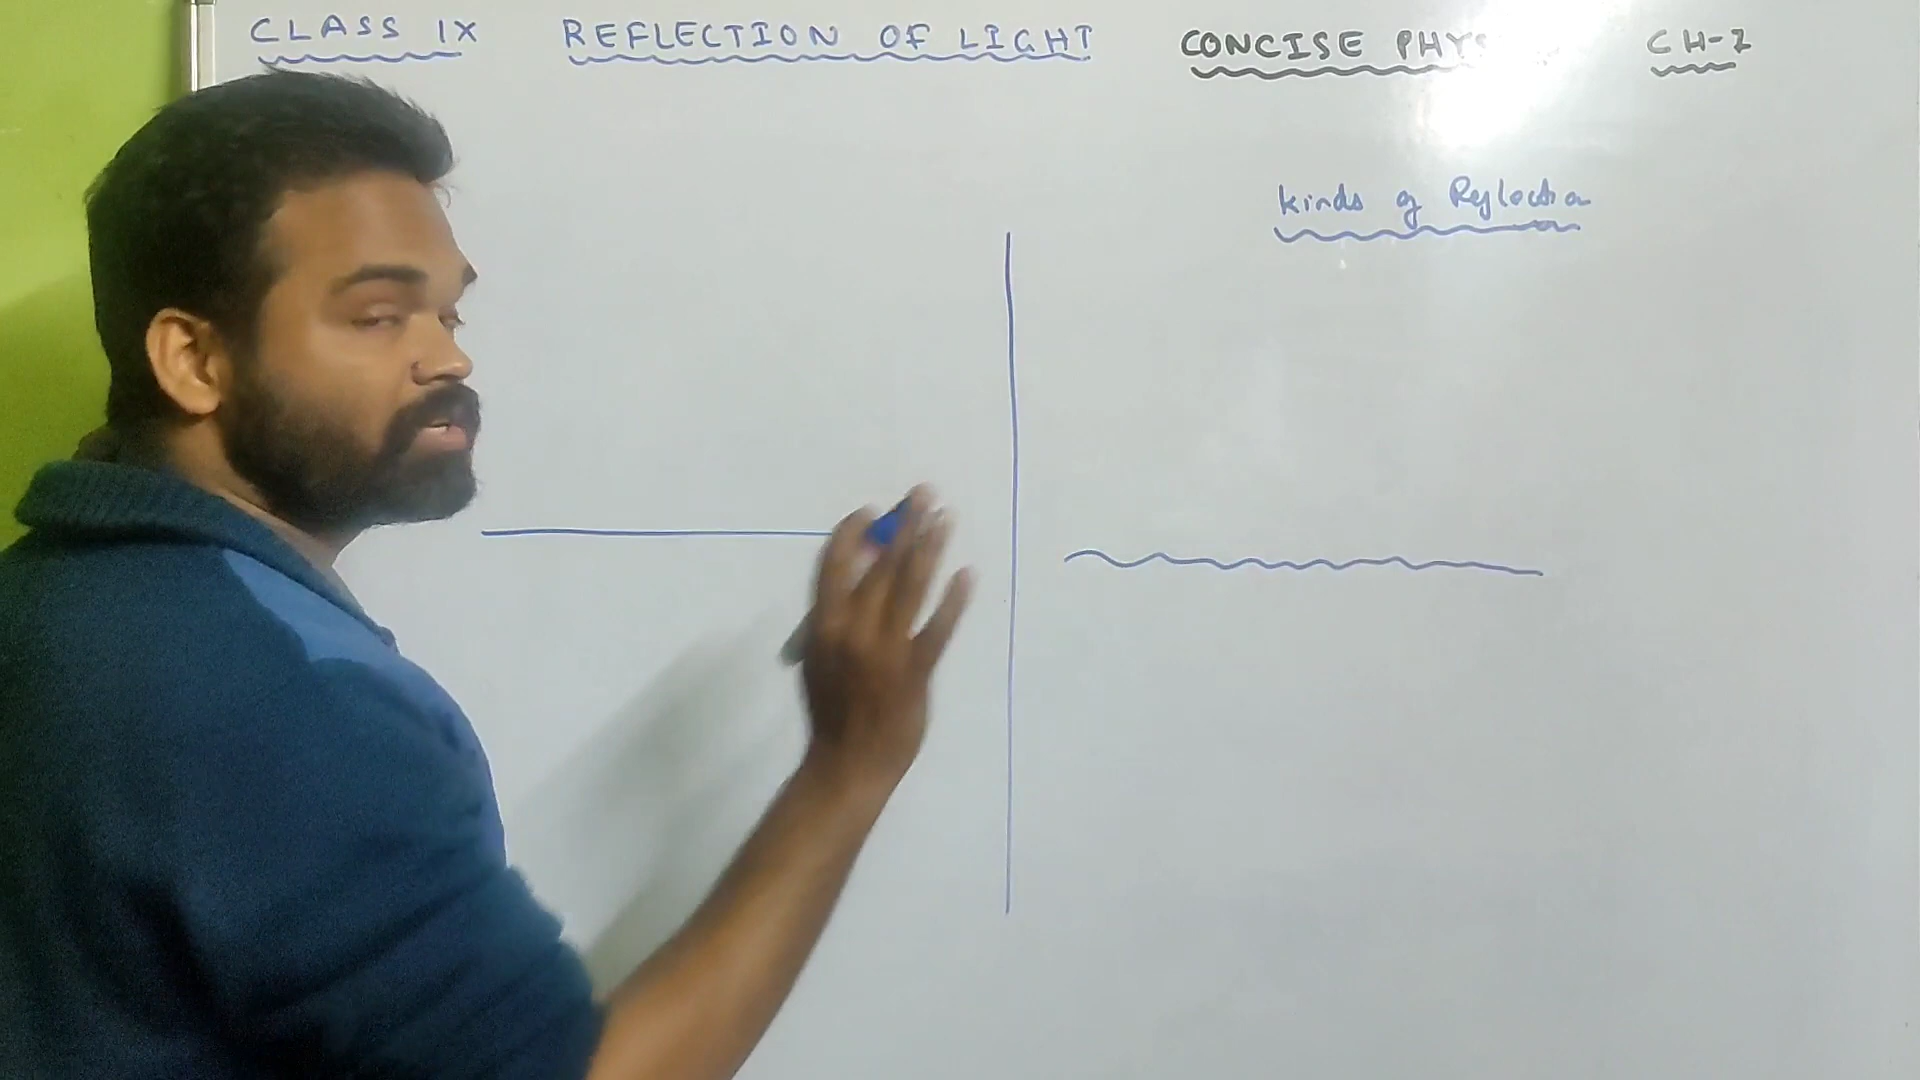 CLASS IX REFLECTION OF LIGHT CONCISE PHYS CH-7
kinds of Reflection